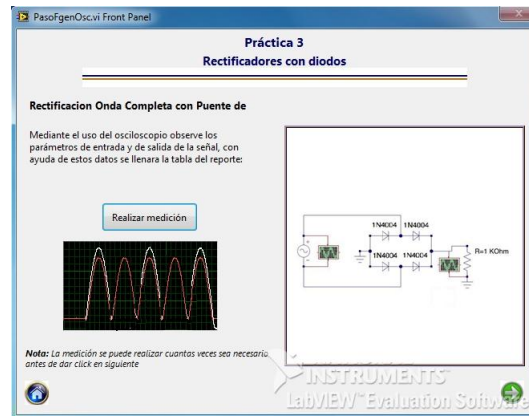 PasoFgenOsc.vi Front Panel
Práctica 3
Rectificadores con diodos
Rectificacion Onda Completa con Puente de
Mediante el uso del osciloscopio observe los
parámetros de entrada y de salida de la señal, con
ayuda de estos datos se llenara la tabla del reporte:
Realizar medición
1N4004 1N4004
1N4004 1N4004
R=1 KOhm
Nota: La medición se puede realizar cuantas veces sea necesario
antes de dar click en siguiente
INSTRUMENTS
LabVIEW Evaluation Software